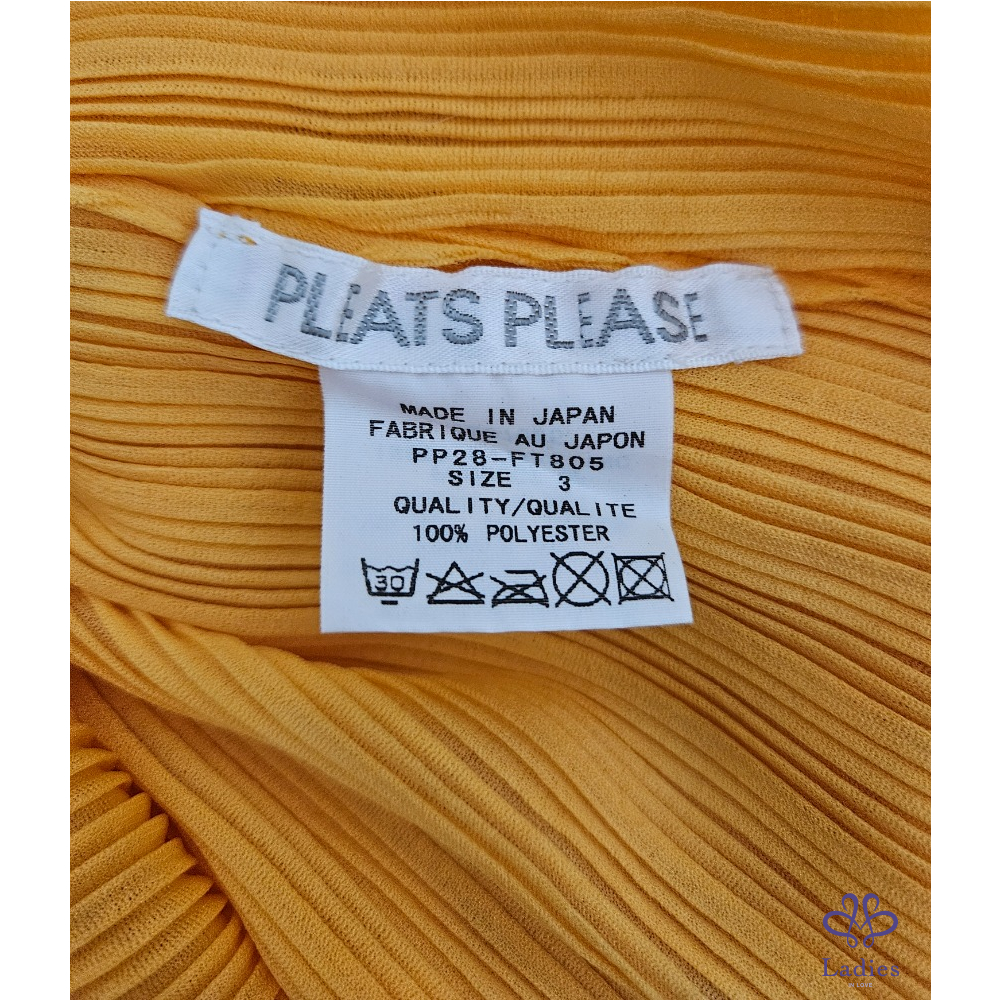 PLEATS PLEASE
MADE IN JAPAN
FABRIQUE AU JAPON
PP28-FT805
SIZE 3
QUALITY/QUALITE
100% POLYESTER
30
Ladies